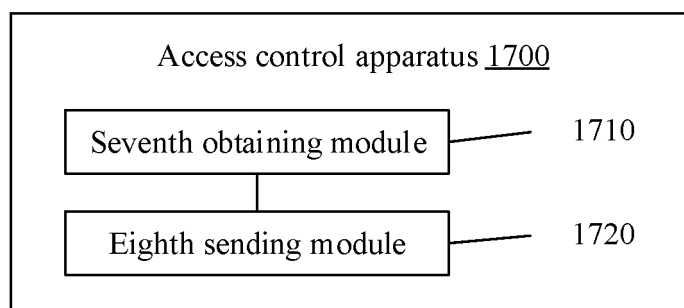 Access control apparatus 1700
Seventh obtaining module
1710
Eighth sending module
1720